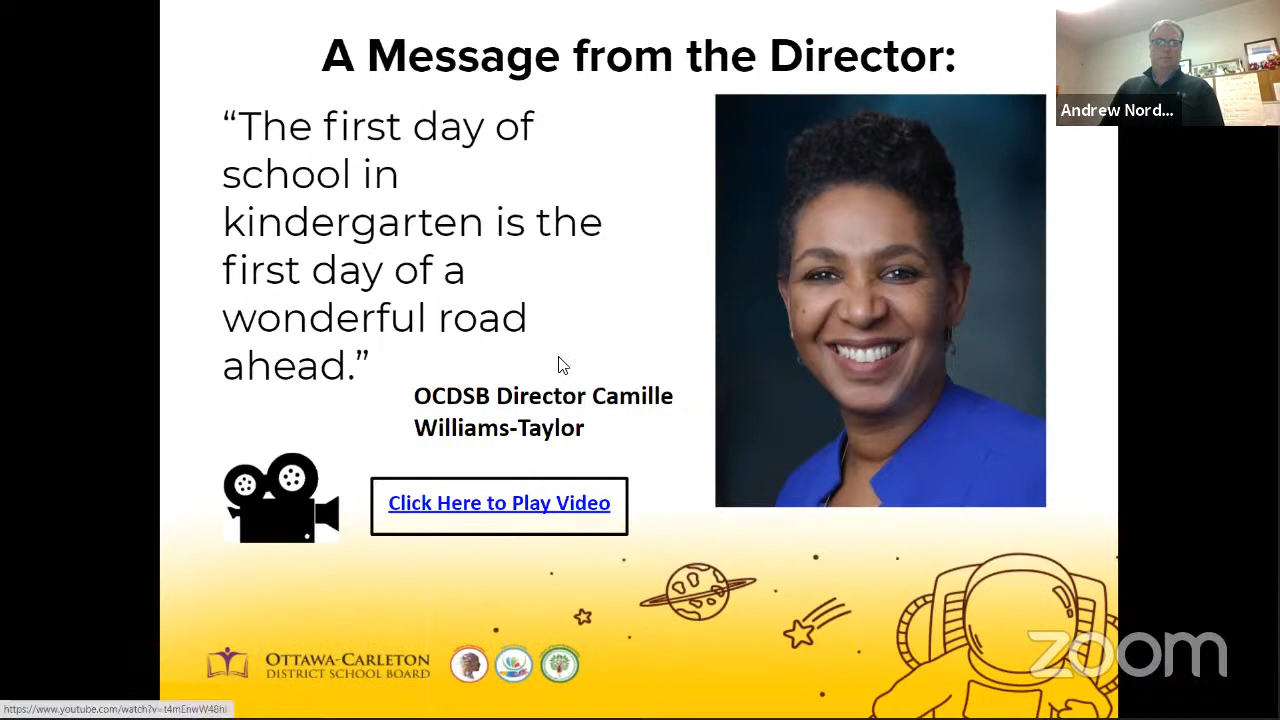 A Message from the Director:
Andrew Nord...
“The first day of
school in
kindergarten is the
first day of a
wonderful road
ahead.”
OCDSB Director Camille
Williams-Taylor
Click Here to Play Video
OTTAWA-CARLETON
DISTRICT SCHOOL BOARD
zoom
https://www.youtube.com/watch?v=t4mEnwW48hI